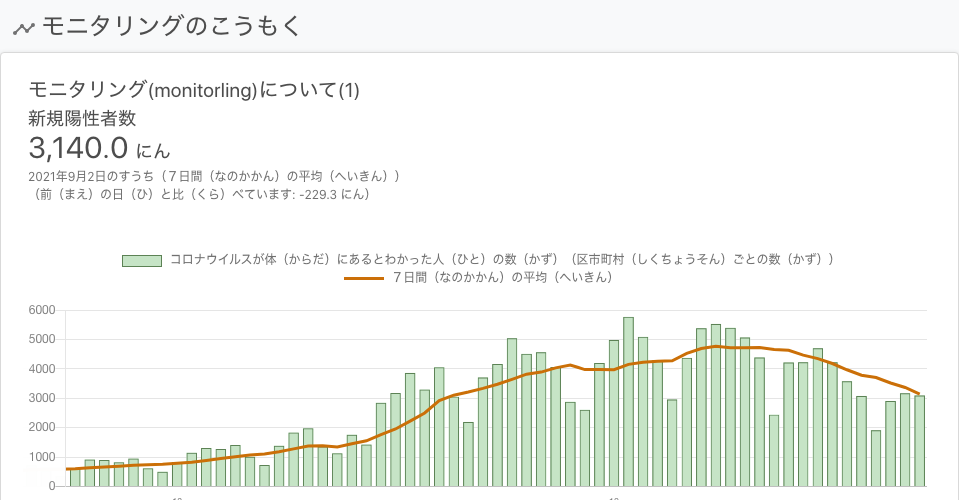 モニタリングのこうもく
モニタリング(monitorling)について(1)
新規陽性者数
3,140.0 にん
2021年9月2日のすうち（７日間（なのかかん）の平均（へいきん））
（前（まえ）の日（ひ）と比（くら）べています: -229.3 にん）
コロナウイルスが体（からだ）にあるとわかった人（ひと）の数（かず）（区市町村（しくちょうそん）ごとの数（かず））
７日間（なのかかん）の平均（へいきん）
6000
5000
4000
3000
2000
1000
0